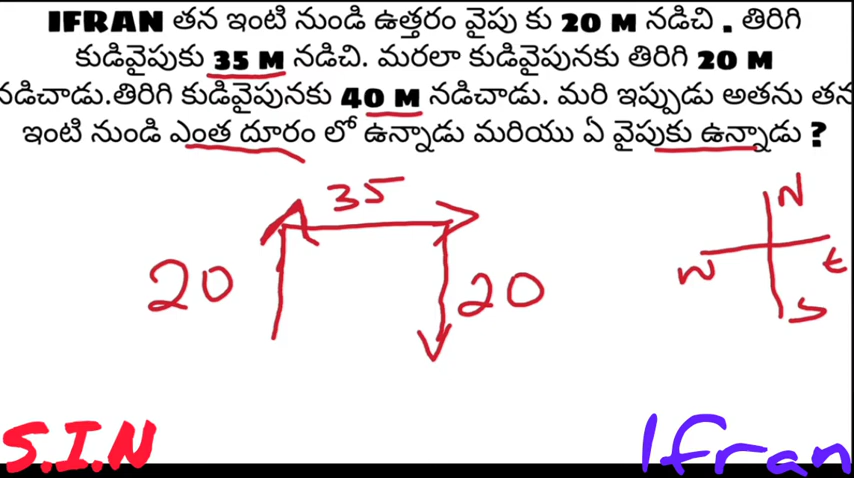 IFRAN తన ఇంటి నుండి ఉత్తరం వైపు కు 20 M నడిచి . తిరిగి
కుడివైపుకు 35 M నడిచి. మరలా కుడివైపునకు తిరిగి 20 M
నడిచాడు.తిరిగి కుడివైపునకు 40 M నడిచాడు. మరి ఇప్పుడు అతను తన
ఇంటి నుండి ఎంత దూరం లో ఉన్నాడు మరియు ఏ వైపుకు ఉన్నాడు ?
35
N
20
20
W
E
S
S.I.N
Ifran